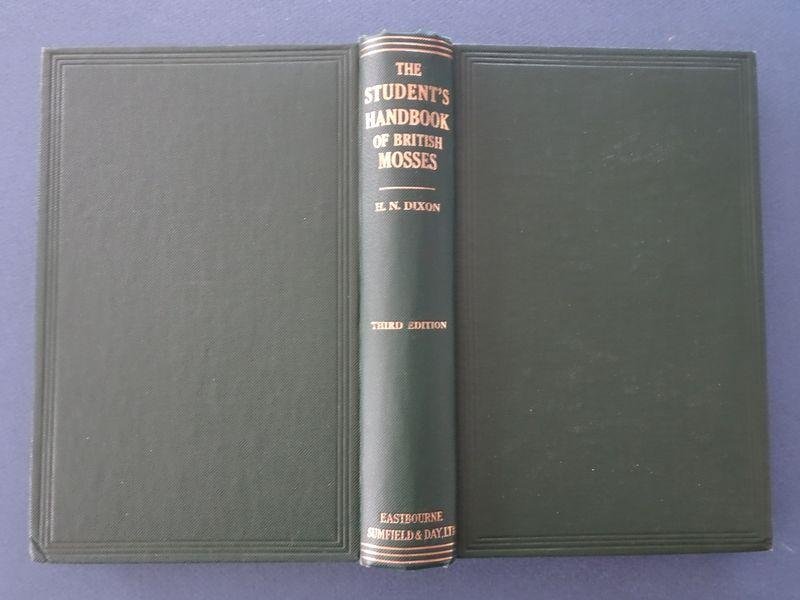 THE
STUDENT'S
HANDBOOK
OF BRITISH
MOSSES
H. N. DIXON
THIRD EDITION
EASTBOURNE
SUMFIELD & DAY, LTD